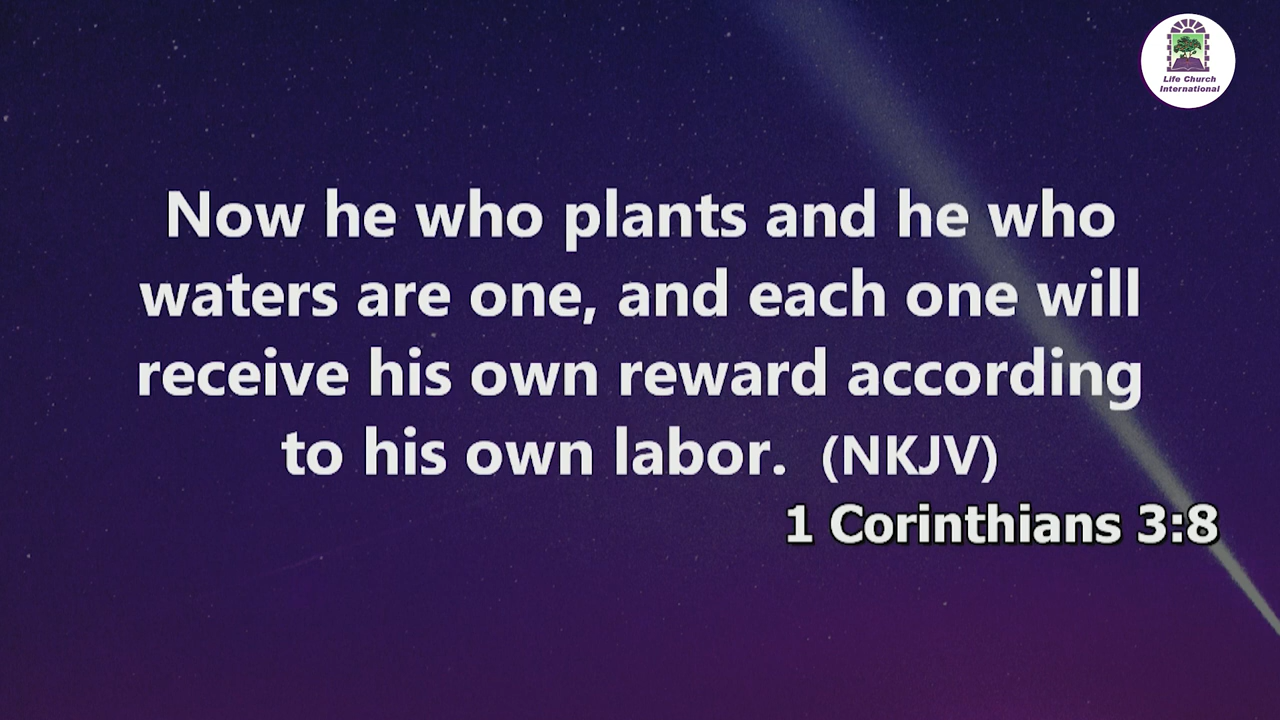 Life Church
International
Now he who plants and he who
waters are one, and each one will
receive his own reward according
to his own labor. (NKJV)
1 Corinthians 3:8